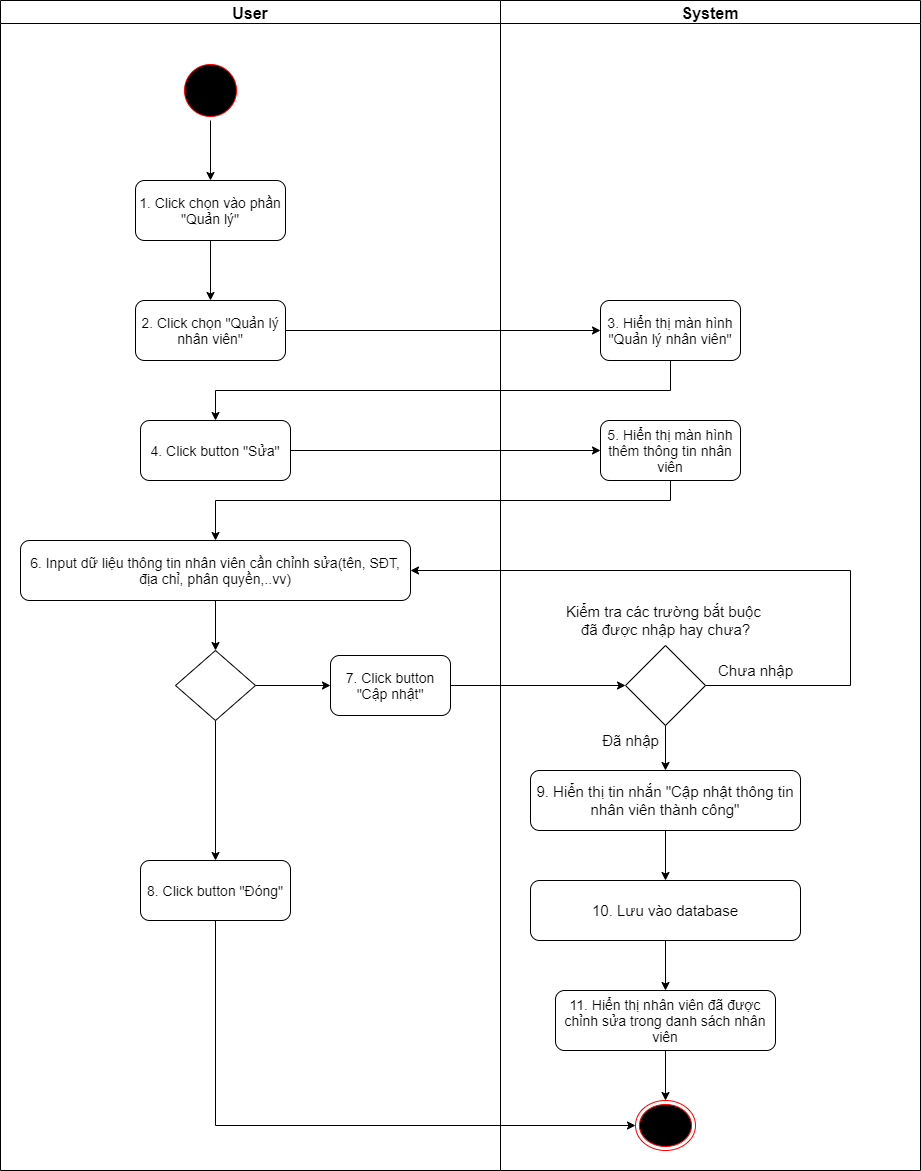 User
System
1. Click chọn vào phần
"Quản lý"
2. Click chọn "Quản lý
nhân viên"
3. Hiển thị màn hình
"Quản lý nhân viên"
4. Click button "Sửa"
5. Hiển thị màn hình
thêm thông tin nhân
viên
6. Input dữ liệu thông tin nhân viên cần chỉnh sửa(tên, SĐT,
địa chỉ, phân quyền,..vv)
Kiểm tra các trường bắt buộc
đã được nhập hay chưa?
7. Click button
"Cập nhật"
Chưa nhập
Đã nhập
9. Hiển thị tin nhắn "Cập nhật thông tin
nhân viên thành công"
8. Click button "Đóng"
10. Lưu vào database
11. Hiển thị nhân viên đã được
chỉnh sửa trong danh sách nhân
viên